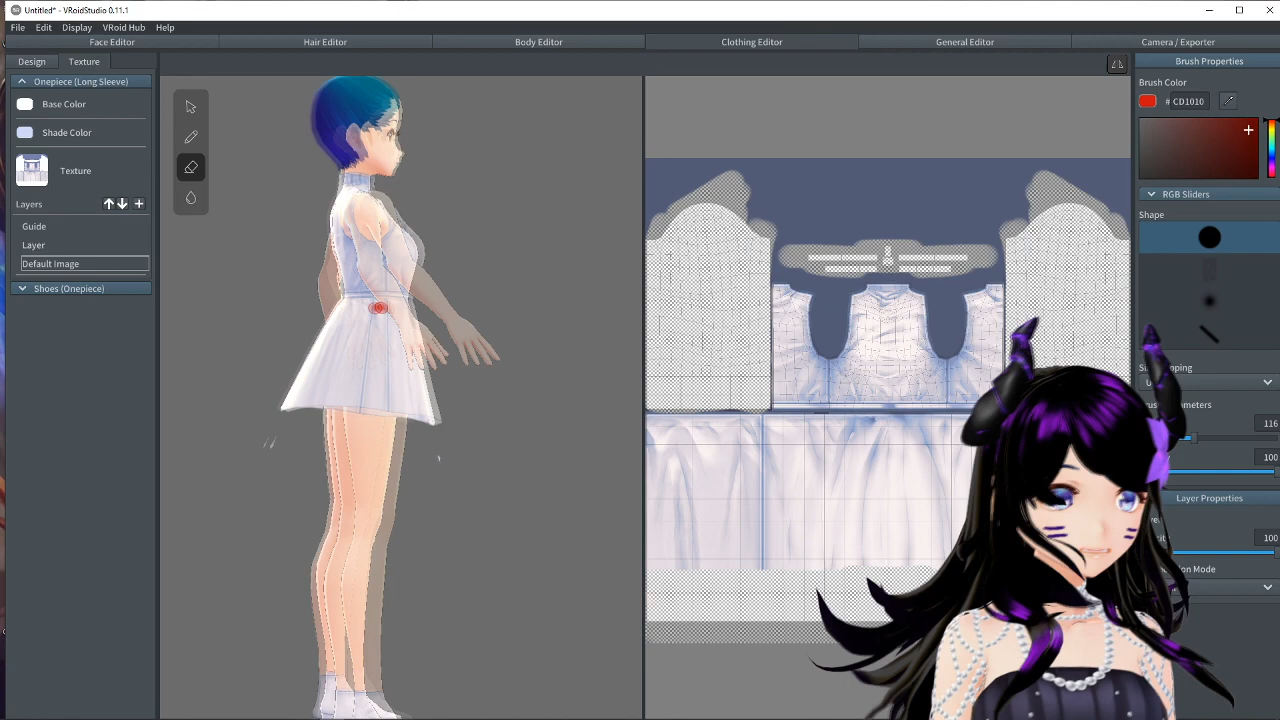 Untitled* - VRoidStudio 0.11.1
File Edit Display VRoid Hub Help
Face Editor Hair Editor Body Editor Clothing Editor General Editor Camera / Exporter
Design Texture
Onepiece (Long Sleeve)
Base Color
Shade Color
Texture
Layers
Guide
Layer
Default Image
Shoes (Onepiece)
Brush Properties
Brush Color
# CD1010
RGB Sliders
Shape
116
100
Layer Properties
100
Mode